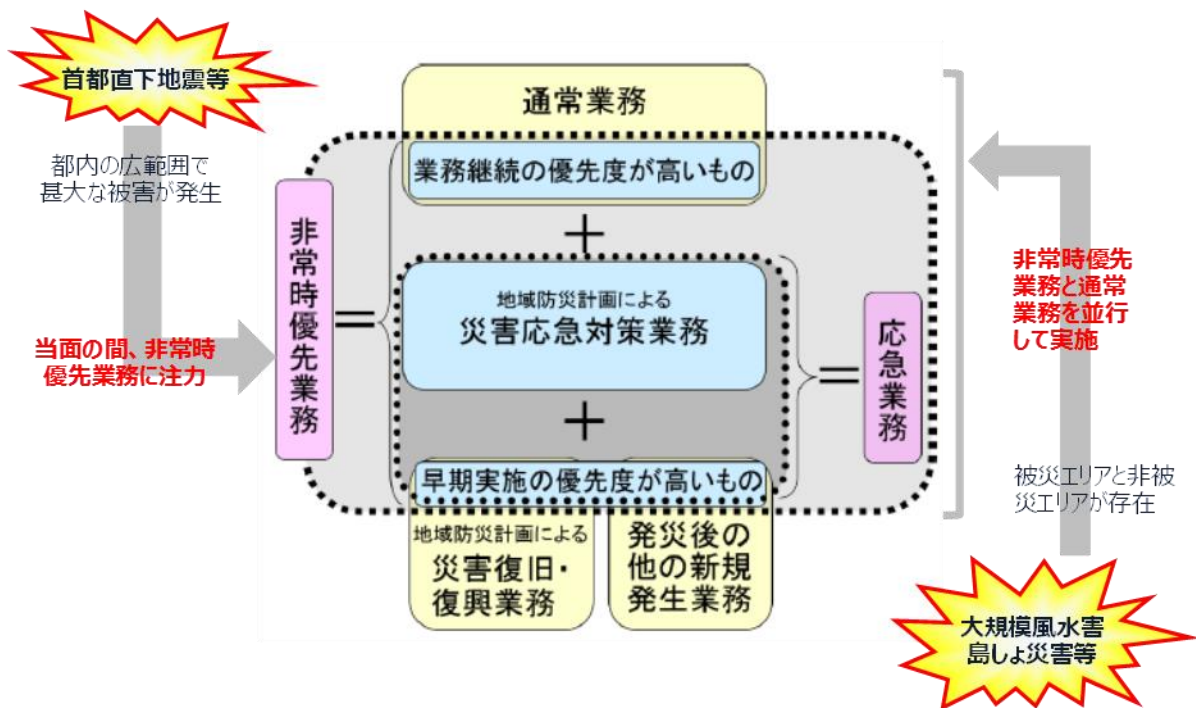 首都直下地震等
都内の広範囲で
甚大な被害が発生
当面の間、非常時
優先業務に注力
非常時優先業務
=
通常業務
業務継続の優先度が高いもの
+
地域防災計画による
災害応急対策業務
+
早期実施の優先度が高いもの
地域防災計画による
災害復旧・
復興業務
発災後の
他の新規
発生業務
=
応急業務
非常時優先
業務と通常
業務を並行
して実施
被災エリアと非被
災エリアが存在
大規模風水害
島しょ災害等